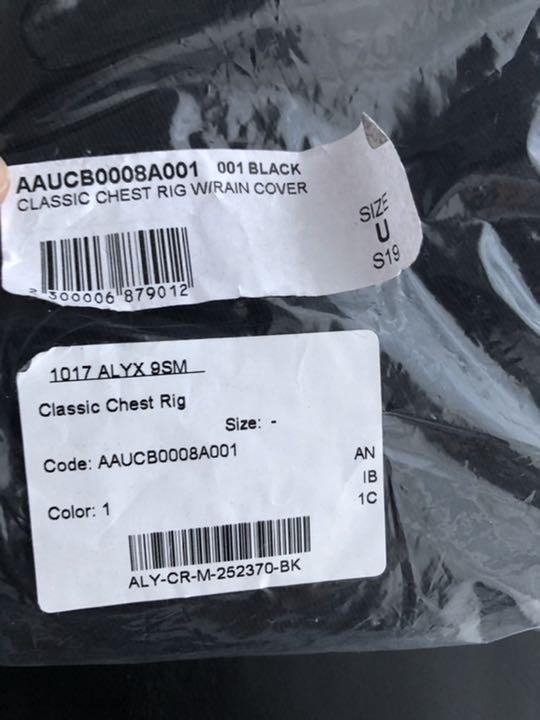 AAUCB0008A001 001 BLACK
CLASSIC CHEST RIG W/RAIN COVER
SIZE
U
S19
2 300006 879012
1017 ALYX 9SM
Classic Chest Rig
Size: -
Code: AAUCB0008A001
AN
IB
Color: 1
1C
ALY-CR-M-252370-BK